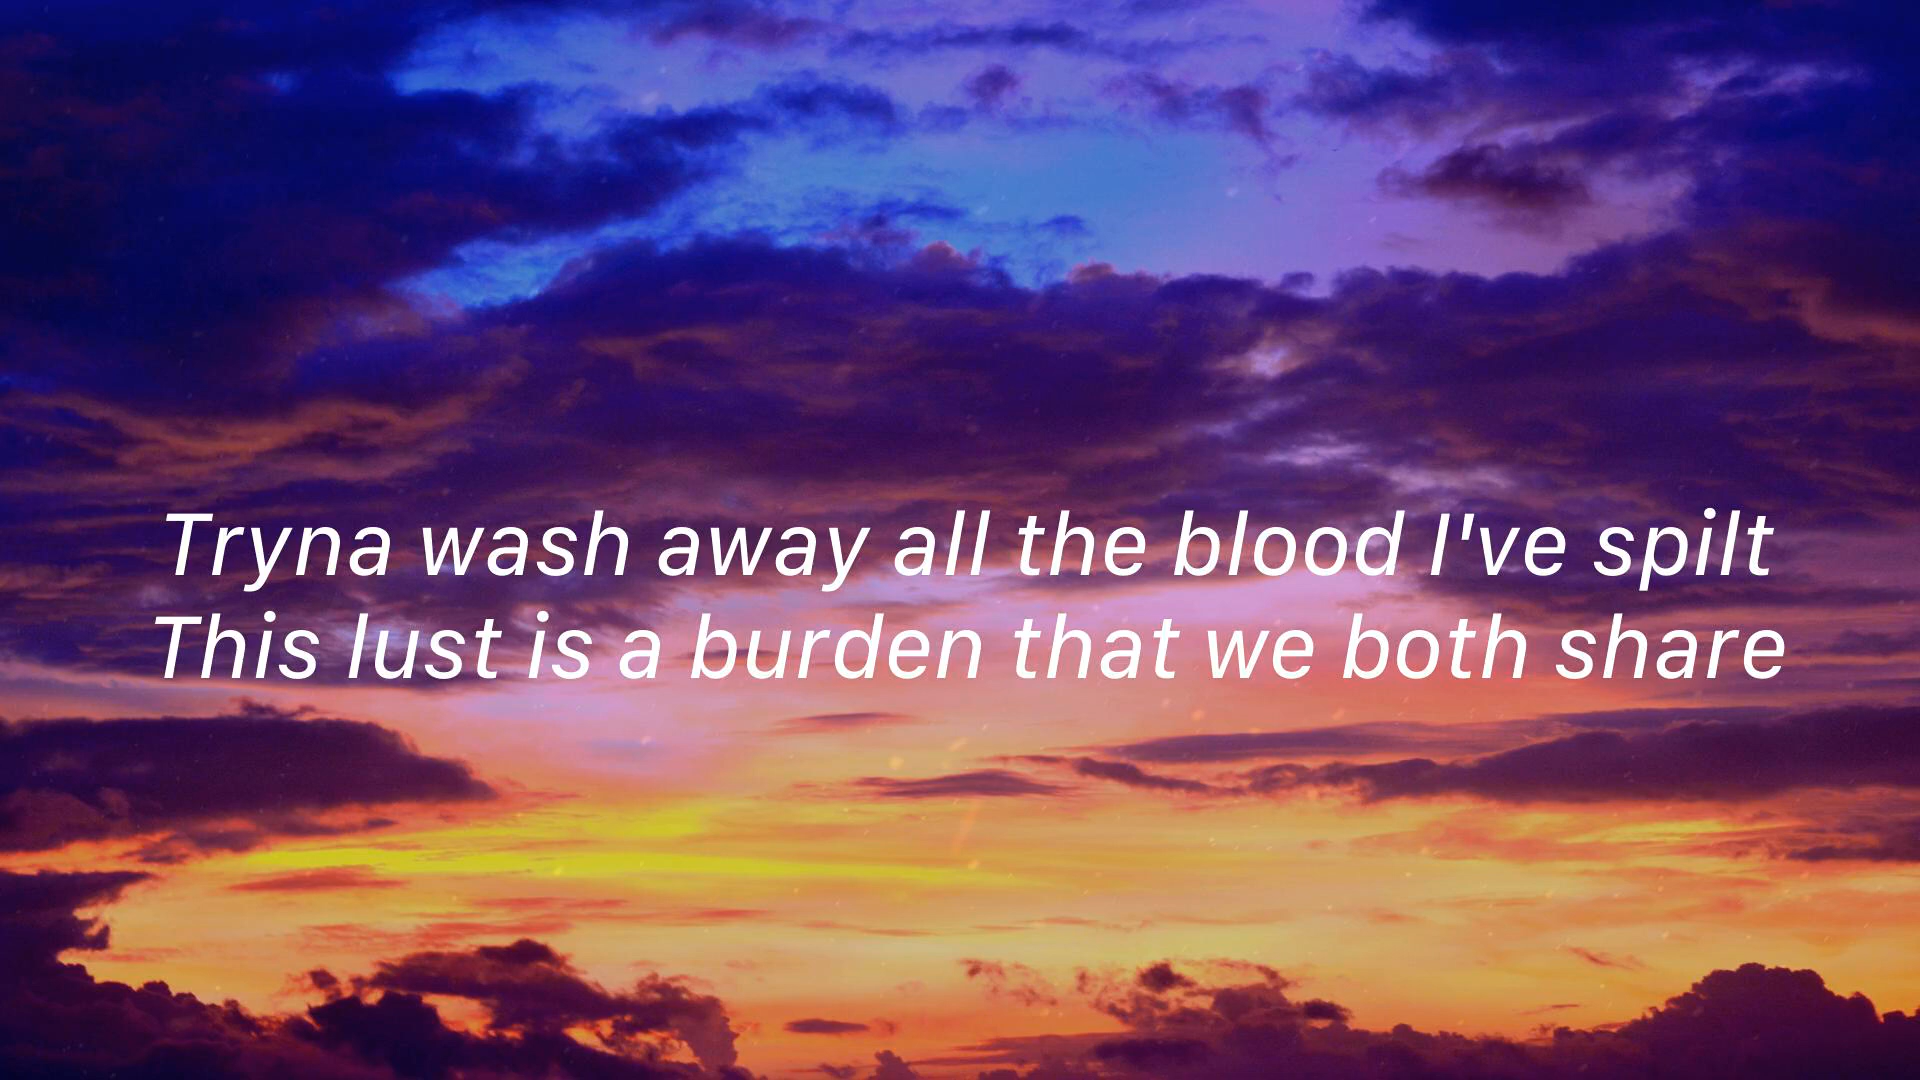 Tryna wash away all the blood I've spilt
This lust is a burden that we both share